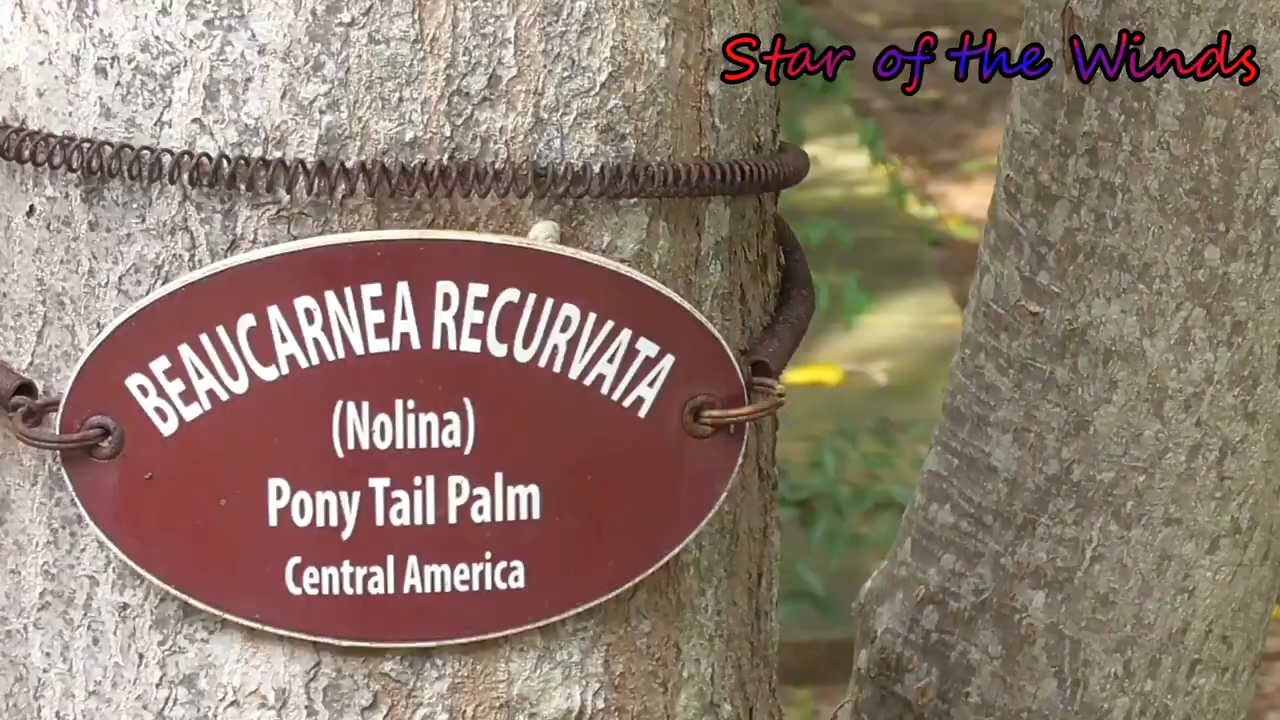 Star of the Winds
BEAUCARNEA RECURVATA
(Nolina)
Pony Tail Palm
Central America